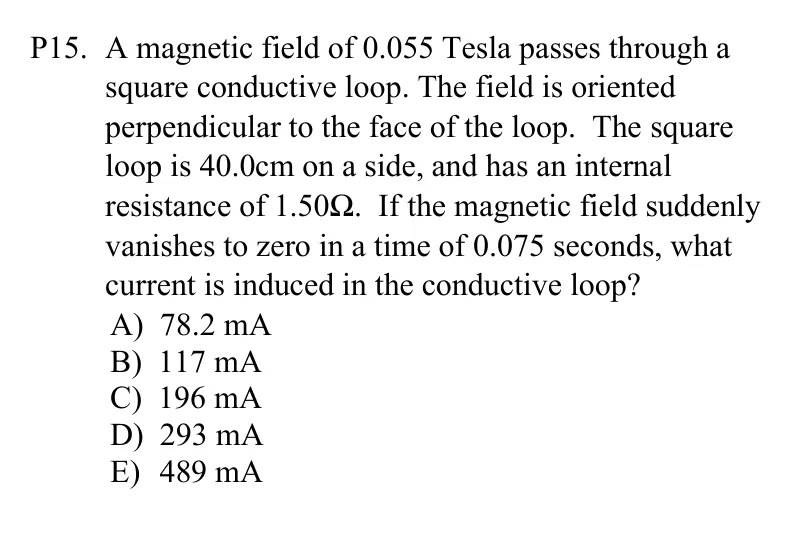 P15. A magnetic field of 0.055 Tesla passes through a
square conductive loop. The field is oriented
perpendicular to the face of the loop. The square
loop is 40.0cm on a side, and has an internal
resistance of 1.50Ω. If the magnetic field suddenly
vanishes to zero in a time of 0.075 seconds, what
current is induced in the conductive loop?
A) 78.2 mA
B) 117 mA
C) 196 mA
D) 293 mA
E) 489 mA